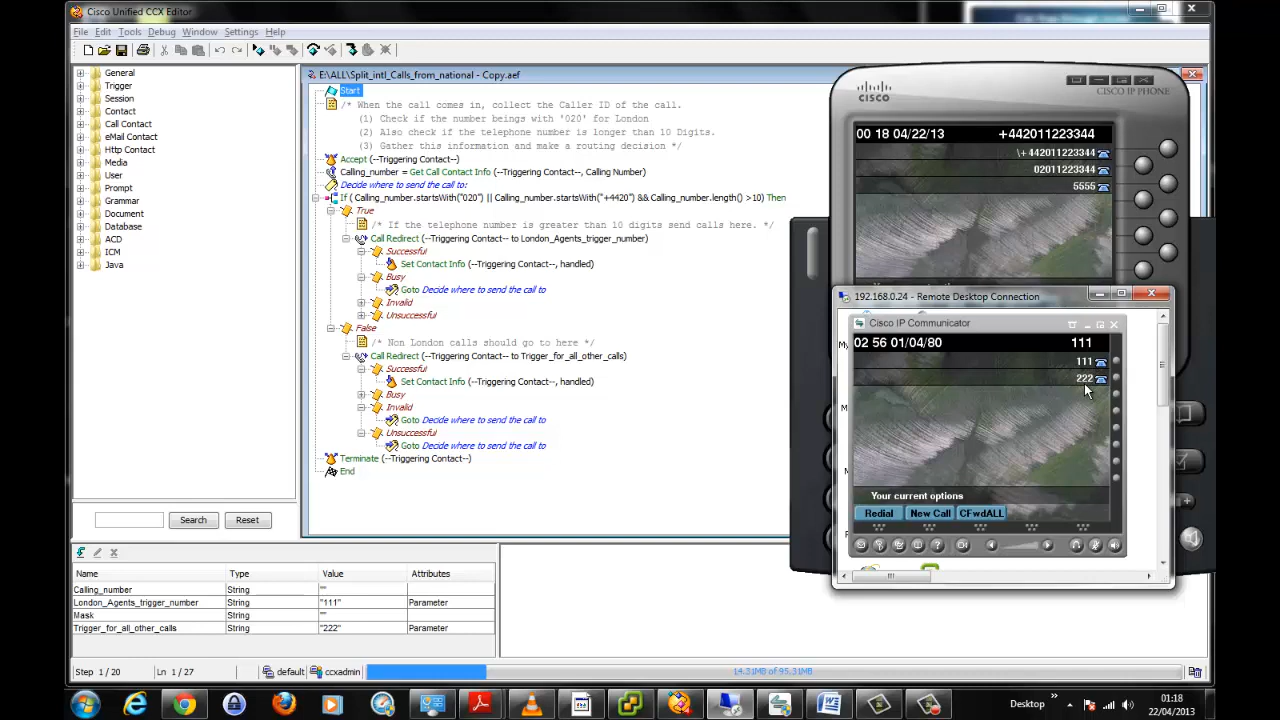 Cisco Unified CCX Editor
File Edit Tools Debug Window Settings Help
General
Trigger
Session
Contact
Call Contact
eMail Contact
Http Contact
Media
User
Prompt
Grammar
Document
Database
ACD
ICM
Java
Search Reset
E:\ALL\Split_intl_Calls_from_national - Copy.aef
Start
/* When the call comes in, collect the Caller ID of the call.
(1) Check if the number beings with '020' for London
(2) Also check if the telephone number is longer than 10 Digits.
(3) Gather this information and make a routing decision */
Accept (--Triggering Contact--)
Calling_number = Get Call Contact Info (--Triggering Contact--, Calling Number)
Decide where to send the call to:
If ( Calling_number.startsWith("020") || Calling_number.startsWith("+4420") && Calling_number.length() >10) Then
True
/* If the telephone number is greater than 10 digits send calls here. */
Call Redirect (--Triggering Contact-- to London_Agents_trigger_number)
Successful
Set Contact Info (--Triggering Contact--, handled)
Busy
Goto Decide where to send the call to
Invalid
Unsuccessful
False
/* Non London calls should go to here */
Call Redirect (--Triggering Contact-- to Trigger_for_all_other_calls)
Successful
Set Contact Info (--Triggering Contact--, handled)
Busy
Invalid
Goto Decide where to send the call to
Unsuccessful
Goto Decide where to send the call to
Terminate (--Triggering Contact--)
End
CISCO
CISCO IP PHONE
00 18 04/22/13 +442011223344
\+ 442011223344
02011223344
5555
192.168.0.24 - Remote Desktop Connection
Cisco IP Communicator
02 56 01/04/80 111
111
222
Your current options
Redial New Call CFwdALL
Name Type Value Attributes
Calling_number String ""
London_Agents_trigger_number String "111" Parameter
Mask String ""
Trigger_for_all_other_calls String "222" Parameter
Step 1 / 20 Ln 1 / 27 default ccxadmin 14.31MB of 95.31MB
Desktop
01:18
22/04/2013